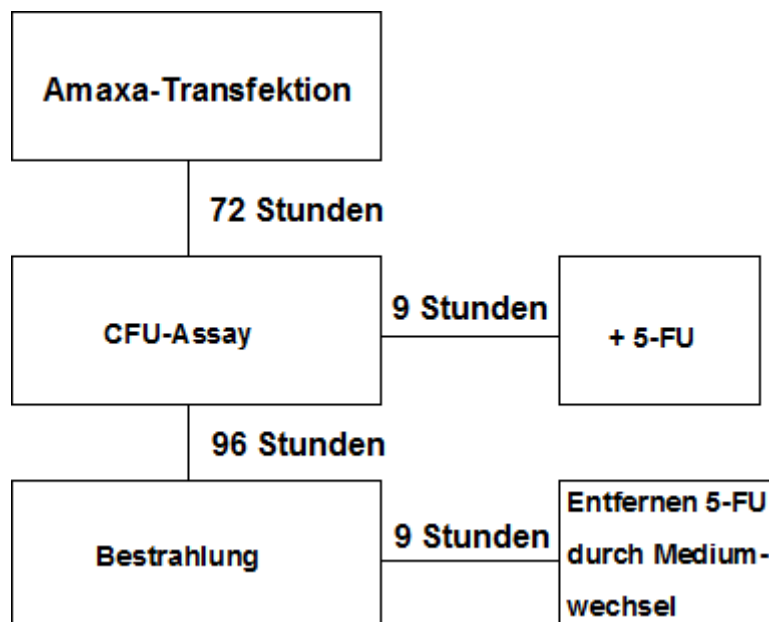 Amaxa-Transfektion
72 Stunden
CFU-Assay
9 Stunden
+ 5-FU
96 Stunden
Bestrahlung
9 Stunden
Entfernen 5-FU
durch Medium-
wechsel